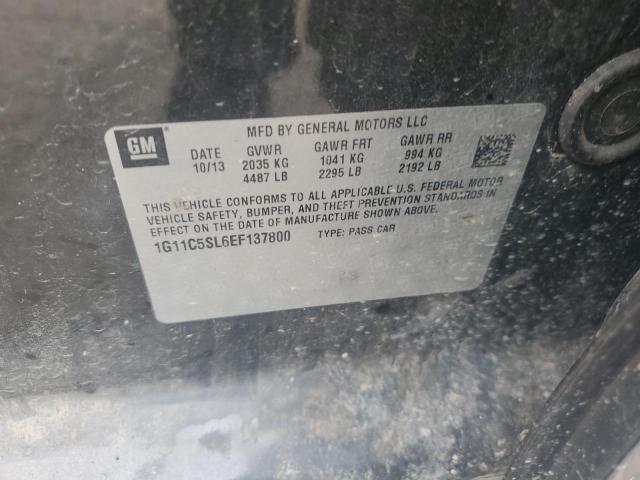 GM
MFD BY GENERAL MOTORS LLC
DATE GVWR GAWR FRT GAWR RR
10/13 2035 KG 1041 KG 994 KG
4487 LB 2295 LB 2192 LB
THIS VEHICLE CONFORMS TO ALL APPLICABLE U.S. FEDERAL MOTOR
VEHICLE SAFETY, BUMPER, AND THEFT PREVENTION STANDARDS IN
EFFECT ON THE DATE OF MANUFACTURE SHOWN ABOVE.
1G11C5SL6EF137800 TYPE: PASS CAR